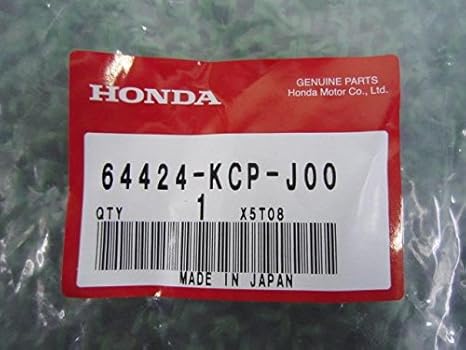 HONDA
GENUINE PARTS
Honda Motor Co., Ltd.
64424-KCP-J00
QTY 1 X5T08
MADE IN JAPAN